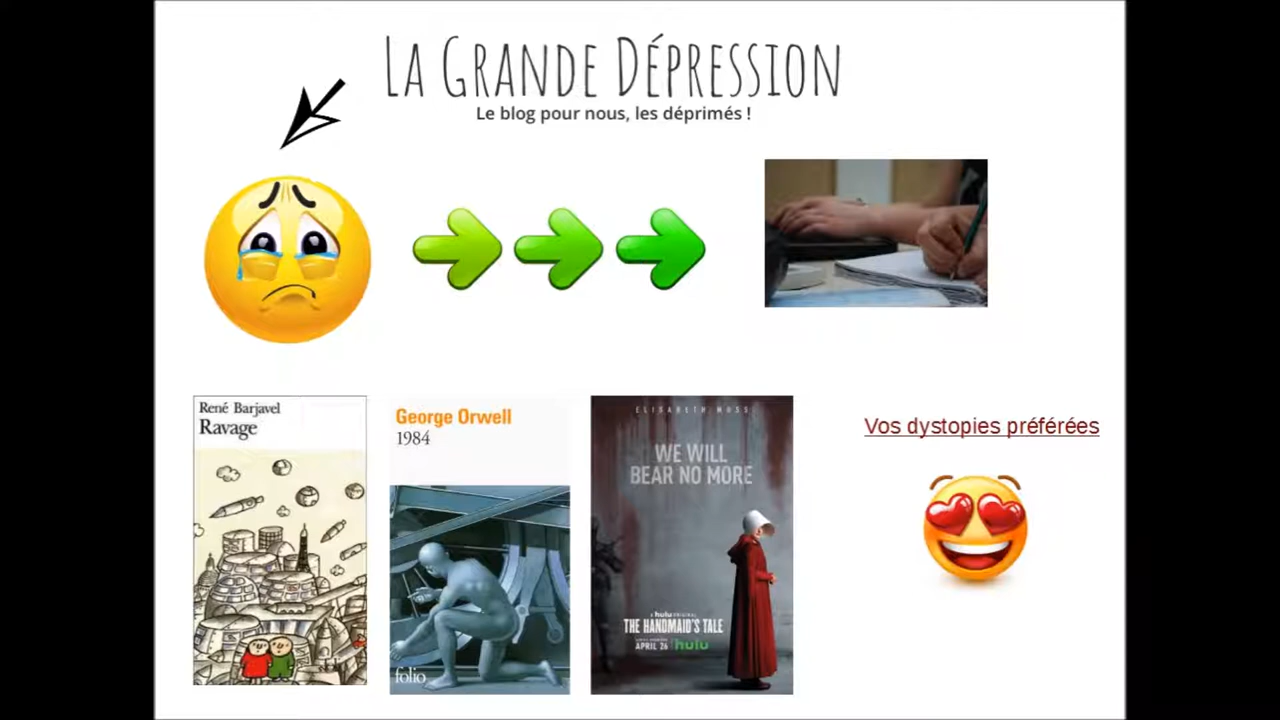 LA GRANDE DÉPRESSION
Le blog pour nous, les déprimés !
René Barjavel
Ravage
George Orwell
1984
folio
ELISABETH MOSS
WE WILL
BEAR NO MORE
A hulu ORIGINAL
THE HANDMAID'S TALE
APRIL 26 hulu
Vos dystopies préférées